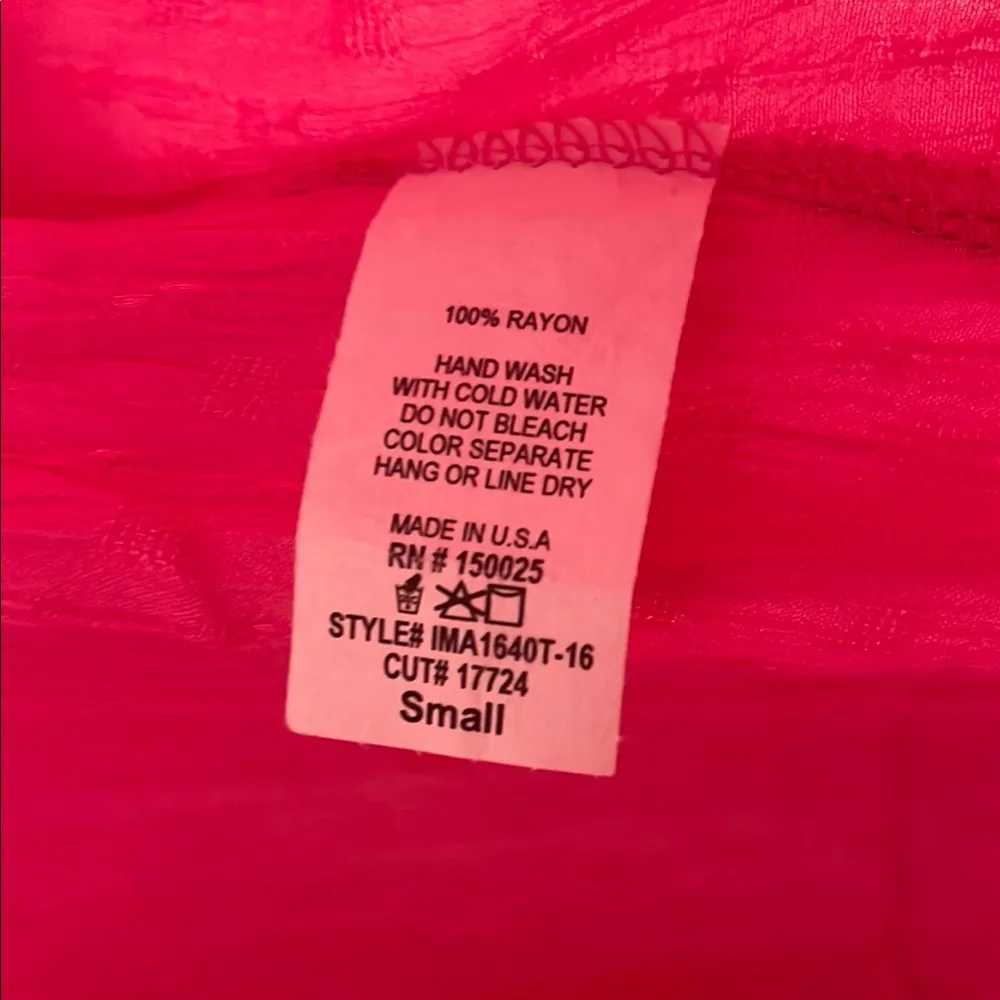 100% RAYON
HAND WASH
WITH COLD WATER
DO NOT BLEACH
COLOR SEPARATE
HANG OR LINE DRY
MADE IN U.S.A
RN # 150025
STYLE# IMA1640T-16
CUT# 17724
Small